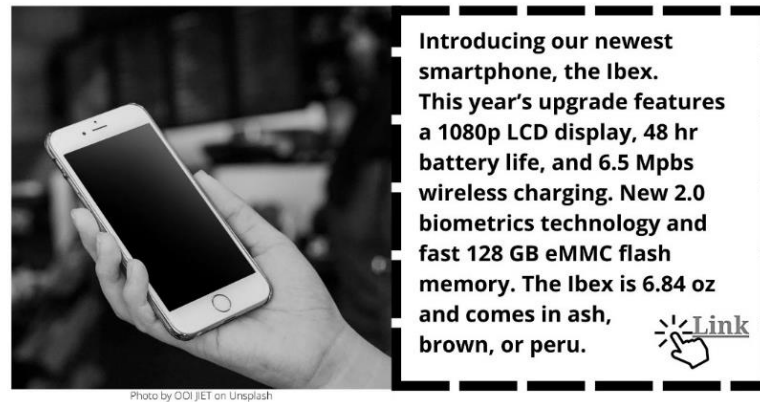 Introducing our newest
smartphone, the Ibex.
This year's upgrade features
a 1080p LCD display, 48 hr
battery life, and 6.5 Mpbs
wireless charging. New 2.0
biometrics technology and
fast 128 GB eMMC flash
memory. The Ibex is 6.84 oz
and comes in ash,
brown, or peru.
Link
Photo by OOI JIET on Unsplash